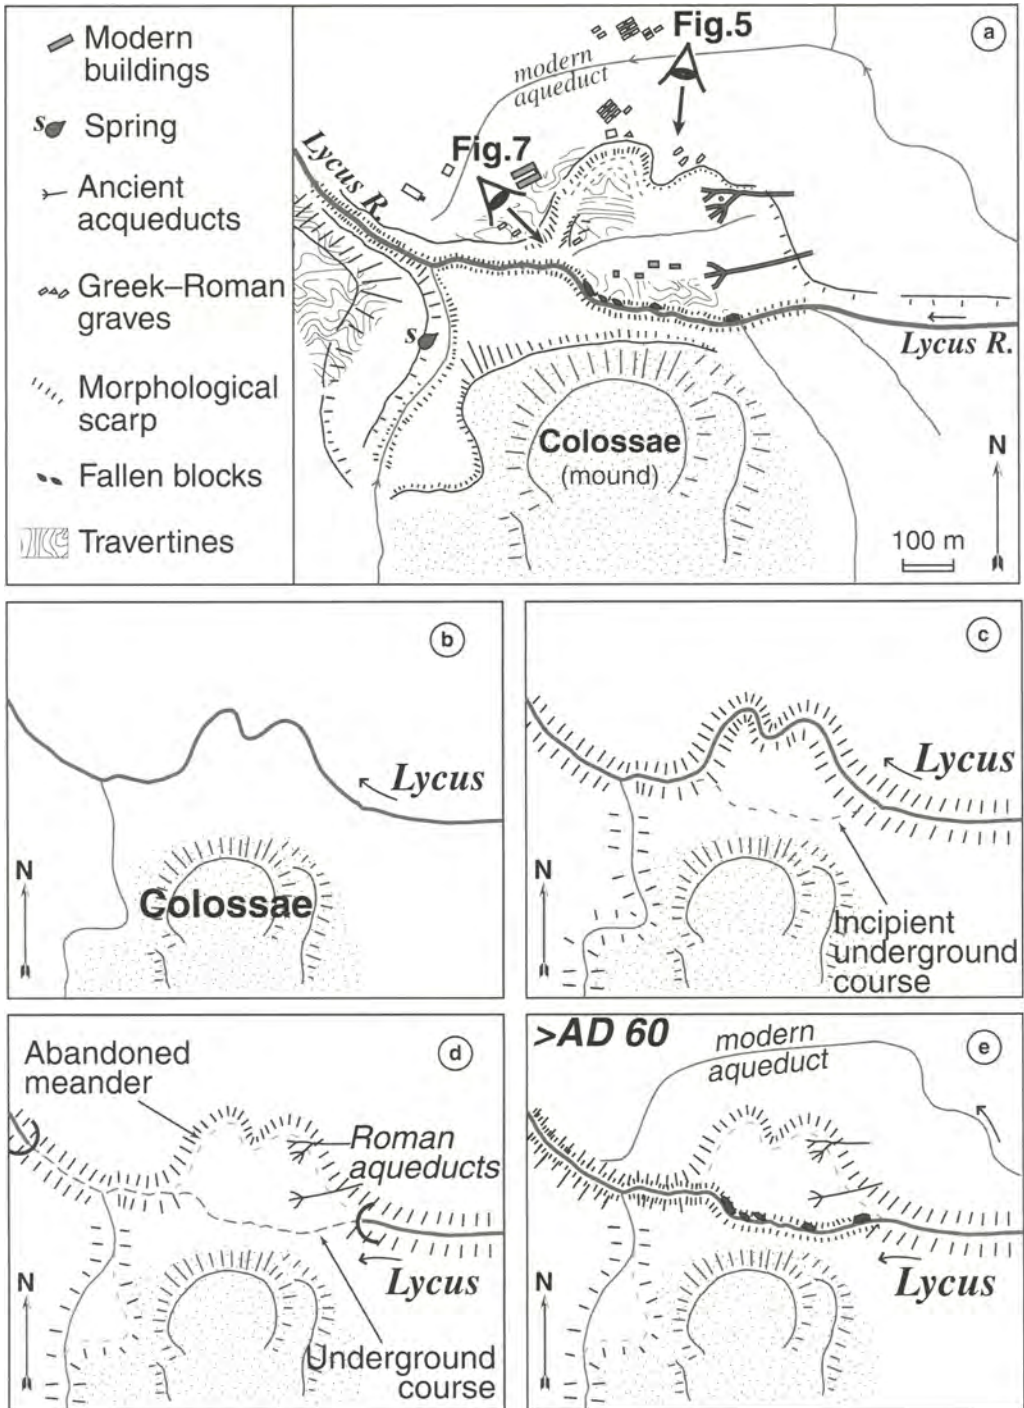 Modern
buildings
s
Spring
Ancient
acqueducts
Greek–Roman
graves
Morphological
scarp
Fallen blocks
Travertines
a
Fig.5
modern
aqueduct
Fig.7
Lycus R.
s
Lycus R.
Colossae
(mound)
N
100 m
b
Lycus
N
Colossae
c
Lycus
N
Incipient
underground
course
d
Abandoned
meander
Roman
aqueducts
Lycus
N
Underground
course
>AD 60
modern
aqueduct
e
Lycus
N